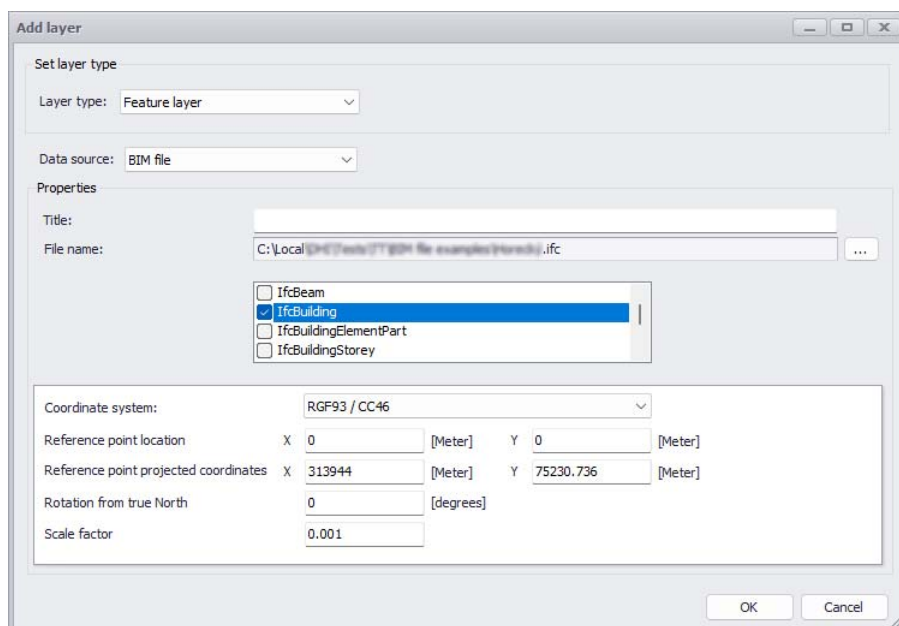 Add layer
Set layer type
Layer type: Feature layer
Data source: BIM file
Properties
Title:
File name: C:\Local .ifc ...
IfcBeam
IfcBuilding
IfcBuildingElementPart
IfcBuildingStorey
Coordinate system: RGF93 / CC46
Reference point location X 0 [Meter] Y 0 [Meter]
Reference point projected coordinates X 313944 [Meter] Y 75230.736 [Meter]
Rotation from true North 0 [degrees]
Scale factor 0.001
OK Cancel